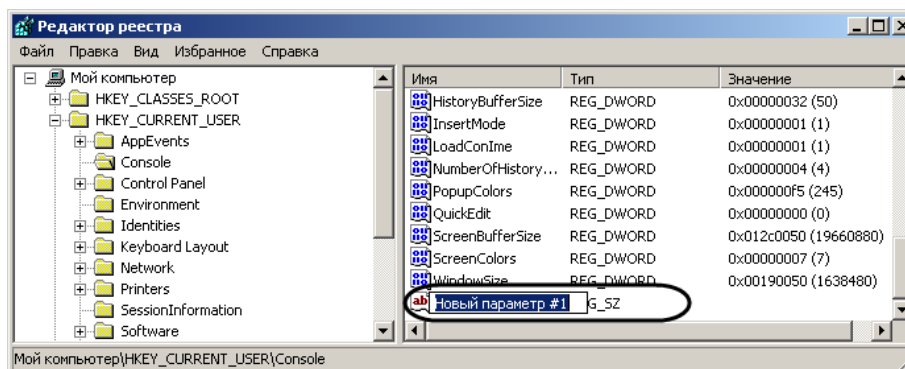 Редактор реестра
Файл Правка Вид Избранное Справка
Мой компьютер
HKEY_CLASSES_ROOT
HKEY_CURRENT_USER
AppEvents
Console
Control Panel
Environment
Identities
Keyboard Layout
Network
Printers
SessionInformation
Software
Имя Тип Значение
HistoryBufferSize REG_DWORD 0x00000032 (50)
InsertMode REG_DWORD 0x00000001 (1)
LoadConIme REG_DWORD 0x00000001 (1)
NumberOfHistory... REG_DWORD 0x00000004 (4)
PopupColors REG_DWORD 0x000000f5 (245)
QuickEdit REG_DWORD 0x00000000 (0)
ScreenBufferSize REG_DWORD 0x012c0050 (19660880)
ScreenColors REG_DWORD 0x00000007 (7)
WindowSize REG_DWORD 0x00190050 (1638480)
Новый параметр #1 G_SZ
Мой компьютер\HKEY_CURRENT_USER\Console